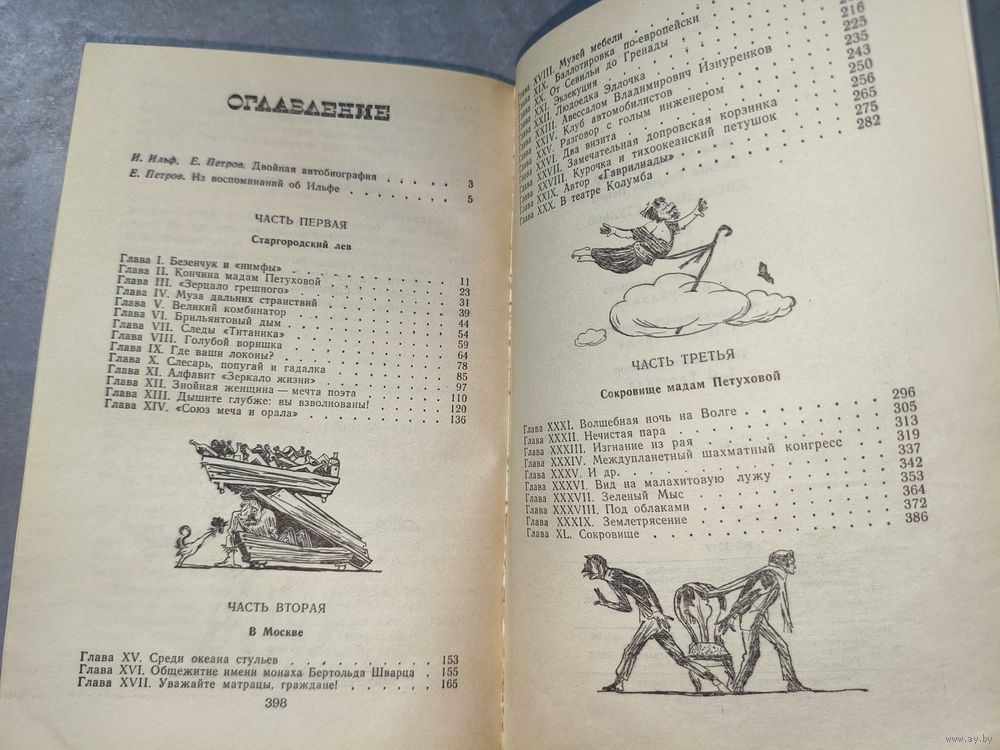 ОГЛАВЛЕНИЕ
И. Ильф. Е. Петров. Двойная автобиография . . . . . 3
Е. Петров. Из воспоминаний об Ильфе . . . . . . 5
ЧАСТЬ ПЕРВАЯ
Старгородский лев
Глава I. Безенчук и «нимфы» . . . . . . . . 11
Глава II. Кончина мадам Петуховой . . . . . . . 23
Глава III. «Зерцало грешного» . . . . . . . . 31
Глава IV. Муза дальних странствий . . . . . . . 39
Глава V. Великий комбинатор . . . . . . . . 44
Глава VI. Брильянтовый дым . . . . . . . . 54
Глава VII. Следы «Титаника» . . . . . . . . 59
Глава VIII. Голубой воришка . . . . . . . . 64
Глава IX. Где ваши локоны? . . . . . . . . 78
Глава X. Слесарь, попугай и гадалка . . . . . . 85
Глава XI. Алфавит «Зеркало жизни» . . . . . . 97
Глава XII. Знойная женщина — мечта поэта . . . . . 110
Глава XIII. Дышите глубже: вы взволнованы! . . . . . 120
Глава XIV. «Союз меча и орала» . . . . . . . 136
ЧАСТЬ ВТОРАЯ
В Москве
Глава XV. Среди океана стульев . . . . . . . 153
Глава XVI. Общежитие имени монаха Бертольда Шварца . . 155
Глава XVII. Уважайте матрацы, граждане! . . . . . 165
398
Глава XVIII. Музей мебели
Глава XIX. Баллотировка по-европейски
Глава XX. От Севильи до Гренады
Глава XXI. Экзекуция
Глава XXII. Людоедка Эллочка . . . 216
Глава XXIII. Авессалом Владимирович Изнуренков . . . 225
Глава XXIV. Клуб автомобилистов . . . 235
Глава XXV. Разговор с голым инженером . . . 243
Глава XXVI. Два визита . . . 250
Глава XXVII. Замечательная допровская корзинка . . . 256
Глава XXVIII. Курочка и тихоокеанский петушок . . . 265
Глава XXIX. Автор «Гаврилиады» . . . 275
Глава XXX. В театре Колумба . . . 282
ЧАСТЬ ТРЕТЬЯ
Сокровище мадам Петуховой
Глава XXXI. Волшебная ночь на Волге . . . 296
Глава XXXII. Нечистая пара . . . 305
Глава XXXIII. Изгнание из рая . . . 313
Глава XXXIV. Междупланетный шахматный конгресс . . . 319
Глава XXXV. И др. . . . 337
Глава XXXVI. Вид на малахитовую лужу . . . 342
Глава XXXVII. Зеленый Мыс . . . 353
Глава XXXVIII. Под облаками . . . 364
Глава XXXIX. Землетрясение . . . 372
Глава XL. Сокровище . . . 386
www.ay.by